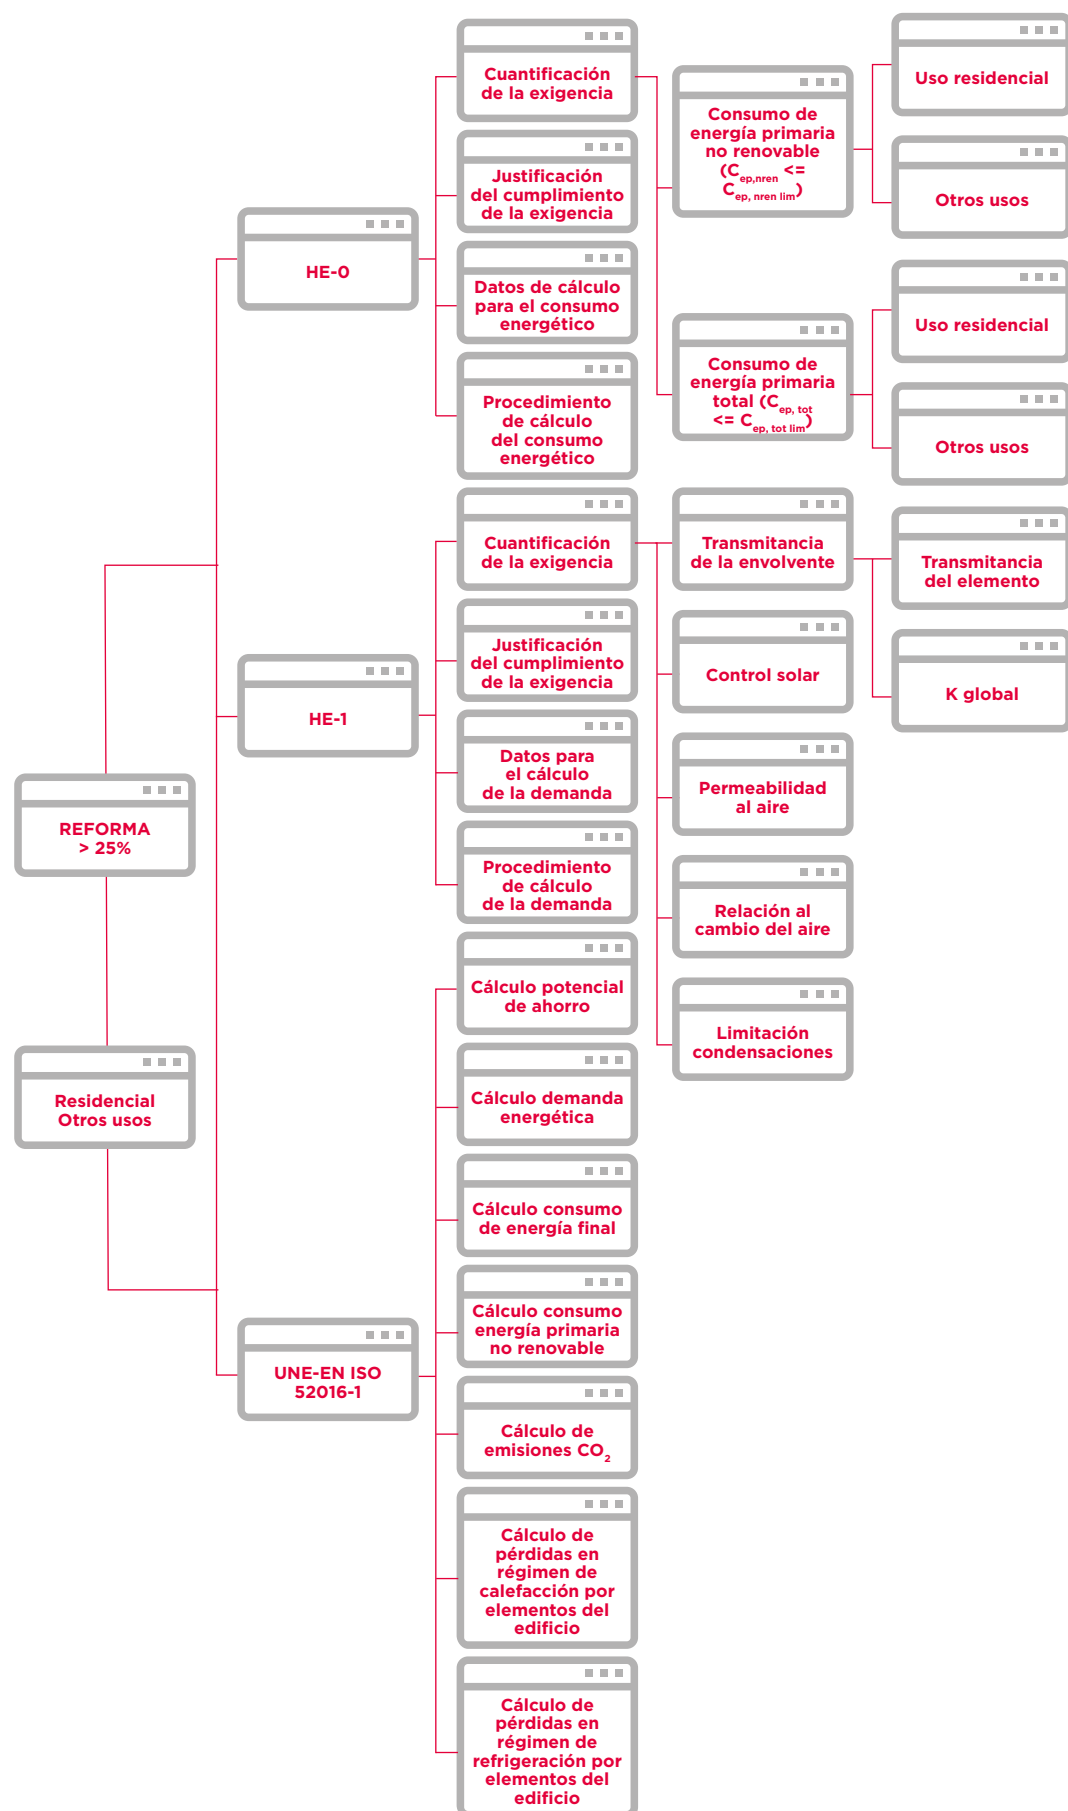 REFORMA
> 25%
Residencial
Otros usos
HE-0
Cuantificación
de la exigencia
Consumo de
energía primaria
no renovable
(C ep,nren <=
C ep, nren lim)
Uso residencial
Otros usos
Consumo de
energía primaria
total (C ep, tot
<= C ep, tot lim)
Uso residencial
Otros usos
Justificación
del cumplimiento
de la exigencia
Datos de cálculo
para el consumo
energético
Procedimiento
de cálculo
del consumo
energético
HE-1
Cuantificación
de la exigencia
Transmitancia
de la envolvente
Transmitancia
del elemento
K global
Control solar
Permeabilidad
al aire
Relación al
cambio del aire
Limitación
condensaciones
Justificación
del cumplimiento
de la exigencia
Datos para
el cálculo
de la demanda
Procedimiento
de cálculo
de la demanda
UNE-EN ISO
52016-1
Cálculo potencial
de ahorro
Cálculo demanda
energética
Cálculo consumo
de energía final
Cálculo consumo
energía primaria
no renovable
Cálculo de
emisiones CO₂
Cálculo de
pérdidas en
régimen de
calefacción por
elementos del
edificio
Cálculo de
pérdidas en
régimen de
refrigeración por
elementos del
edificio